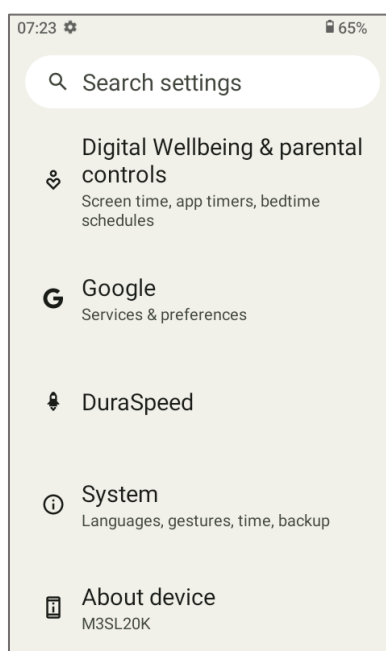 07:23 65%
Search settings
Digital Wellbeing & parental
controls
Screen time, app timers, bedtime
schedules
Google
Services & preferences
DuraSpeed
System
Languages, gestures, time, backup
About device
M3SL20K